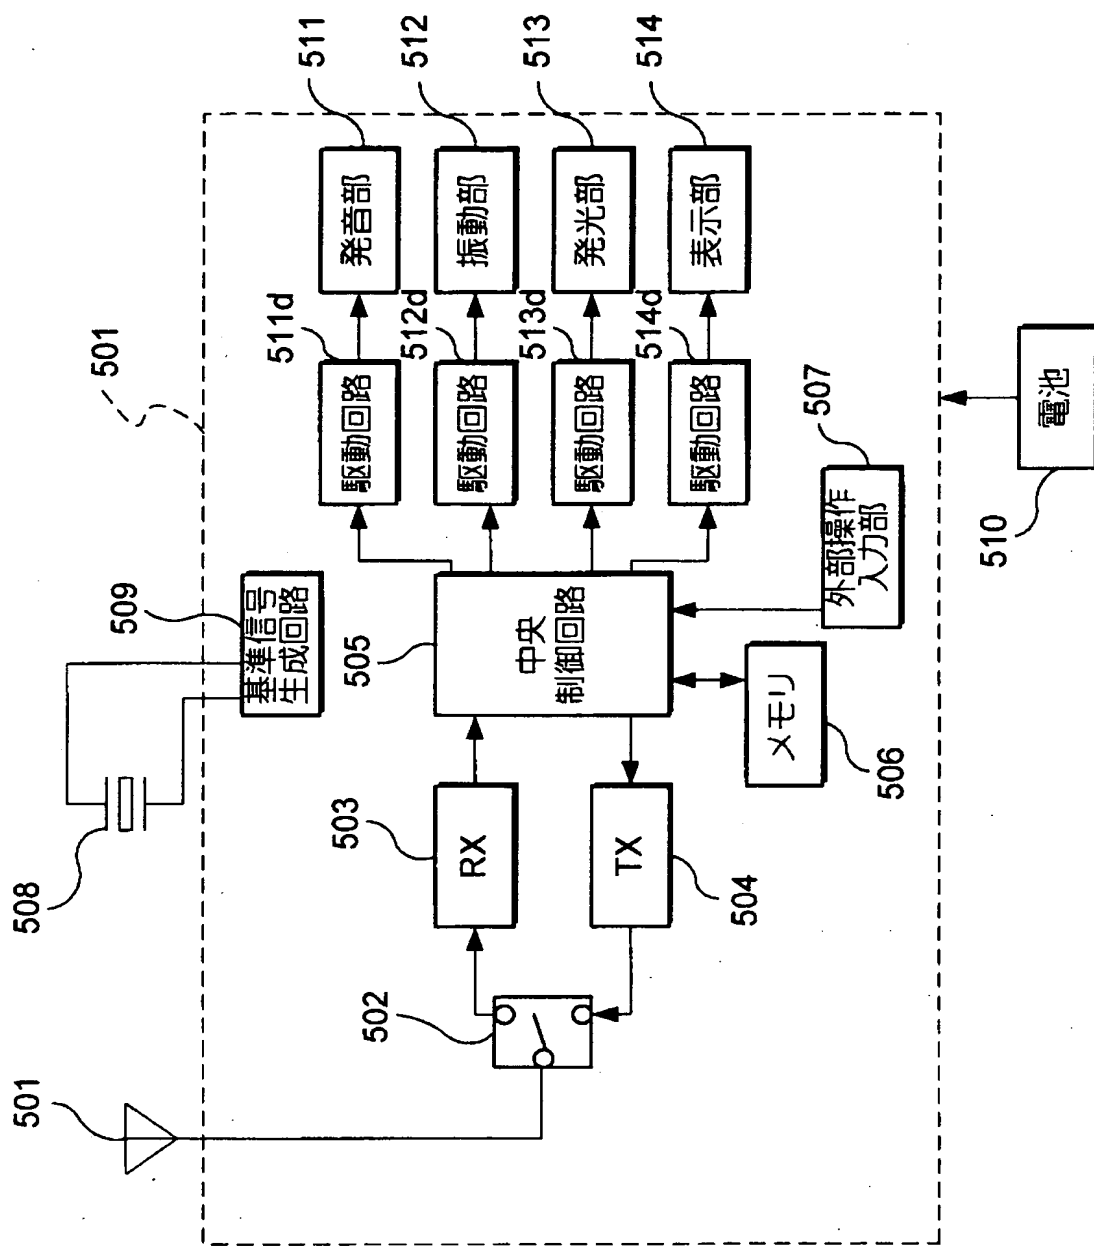 501
501
502
503
RX
504
TX
505
中央
制御回路
506
メモリ
507
外部操作
入力部
508
509
基準信号
生成回路
510
電池
511d
駆動回路
511
発音部
512d
駆動回路
512
振動部
513d
駆動回路
513
発光部
514d
駆動回路
514
表示部